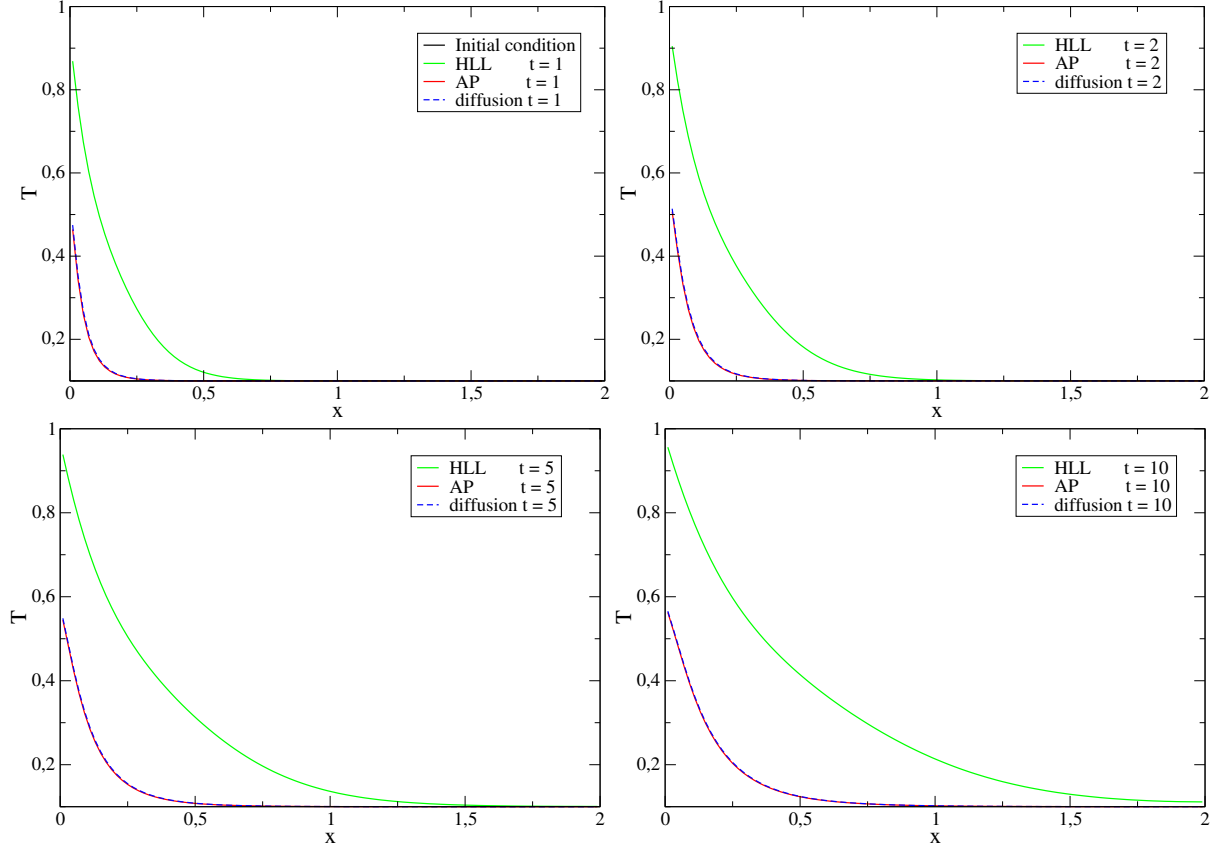 1
0,8
0,6
T
0,4
0,2
0
0,5
1
1,5
2
x
Initial condition
HLL t = 1
AP t = 1
diffusion t = 1
1
0,8
0,6
T
0,4
0,2
0
0,5
1
1,5
2
x
HLL t = 2
AP t = 2
diffusion t = 2
1
0,8
0,6
T
0,4
0,2
0
0,5
1
1,5
2
x
HLL t = 5
AP t = 5
diffusion t = 5
1
0,8
0,6
T
0,4
0,2
0
0,5
1
1,5
2
x
HLL t = 10
AP t = 10
diffusion t = 10